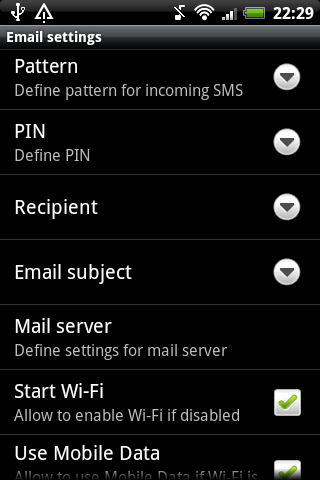 22:29
Email settings
Pattern
Define pattern for incoming SMS
PIN
Define PIN
Recipient
Email subject
Mail server
Define settings for mail server
Start Wi-Fi
Allow to enable Wi-Fi if disabled
Use Mobile Data
Allow to use Mobile Data if Wi-Fi is